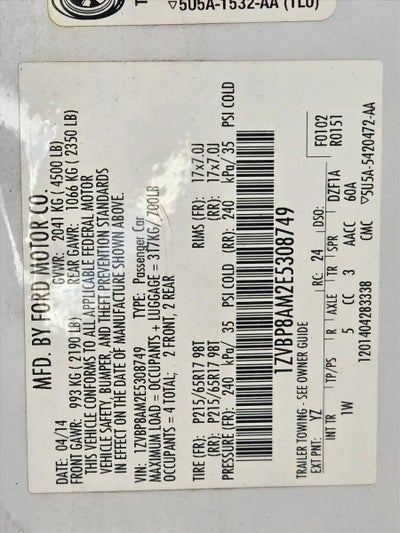 ▽5U5A-1532-AA (TLU)
MFD. BY FORD MOTOR CO.
DATE: 04/14 GVWR: 2041 KG ( 4500 LB)
FRONT GAWR: 993 KG ( 2190 LB) REAR GAWR: 1066 KG ( 2350 LB)
THIS VEHICLE CONFORMS TO ALL APPLICABLE FEDERAL MOTOR
VEHICLE SAFETY, BUMPER, AND THEFT PREVENTION STANDARDS
IN EFFECT ON THE DATE OF MANUFACTURE SHOWN ABOVE.
VIN: 1ZVBP8AM2E5308749 TYPE: Passenger Car
MAXIMUM LOAD = OCCUPANTS + LUGGAGE = 317KG/700LB
OCCUPANTS = 4 TOTAL; 2 FRONT, 2 REAR
TIRE (FR): P215/65R17 98T RIMS (FR): 17x7.0J
TIRE (RR): P215/65R17 98T RIMS (RR): 17x7.0J
PRESSURE (FR): 240 kPa/ 35 PSI COLD (RR): 240 kPa/ 35 PSI COLD
1ZVBP8AM2E5308749
TRAILER TOWING - SEE OWNER GUIDE F0102
EXT PNT: YZ RC: 24 DSO: R0151
INT TR TP/PS R AXLE TR SPR DZF1A
1W 5 CC 3 AACC 60A
1201404283338 CMC ▽5U5A-5420472-AA